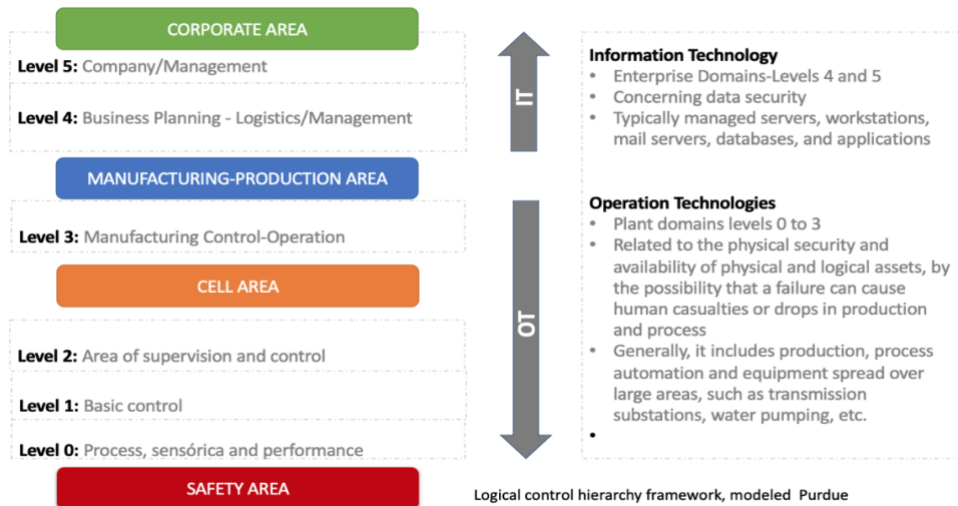 CORPORATE AREA
Level 5: Company/Management
Level 4: Business Planning - Logistics/Management
MANUFACTURING-PRODUCTION AREA
Level 3: Manufacturing Control-Operation
CELL AREA
Level 2: Area of supervision and control
Level 1: Basic control
Level 0: Process, sensórica and performance
SAFETY AREA
IT
OT
Information Technology
• Enterprise Domains-Levels 4 and 5
• Concerning data security
• Typically managed servers, workstations,
mail servers, databases, and applications
Operation Technologies
• Plant domains levels 0 to 3
• Related to the physical security and
availability of physical and logical assets, by
the possibility that a failure can cause
human casualties or drops in production
and process
• Generally, it includes production, process
automation and equipment spread over
large areas, such as transmission
substations, water pumping, etc.
•
Logical control hierarchy framework, modeled Purdue